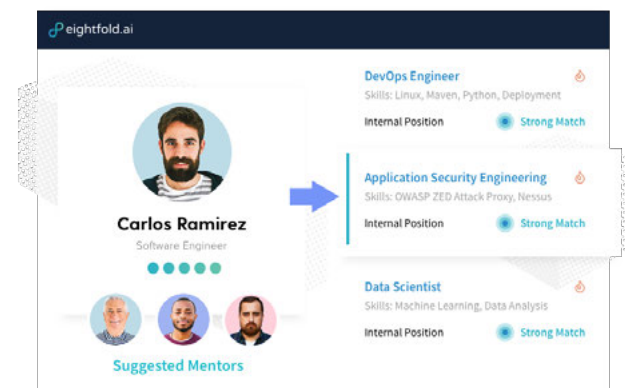 eightfold.ai
Carlos Ramirez
Software Engineer
Suggested Mentors
DevOps Engineer
Skills: Linux, Maven, Python, Deployment
Internal Position Strong Match
Application Security Engineering
Skills: OWASP ZED Attack Proxy, Nessus
Internal Position Strong Match
Data Scientist
Skills: Machine Learning, Data Analysis
Internal Position Strong Match